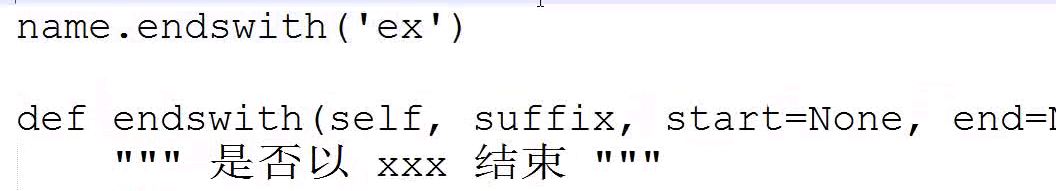 name.endswith('ex')
def endswith(self, suffix, start=None, end=
""" 是否以 xxx 结束 """